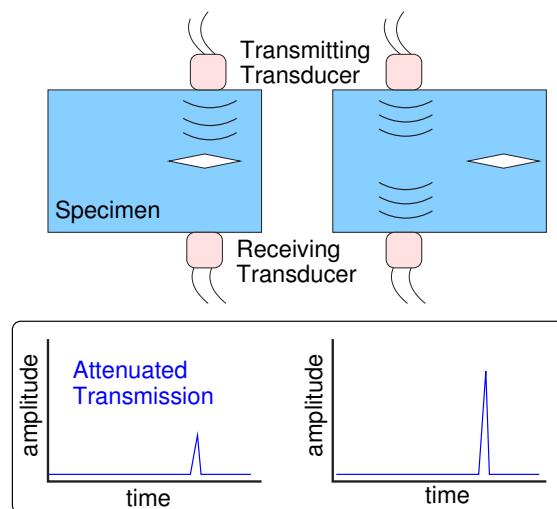 Transmitting
Transducer
Specimen
Receiving
Transducer
amplitude
Attenuated
Transmission
time
amplitude
time